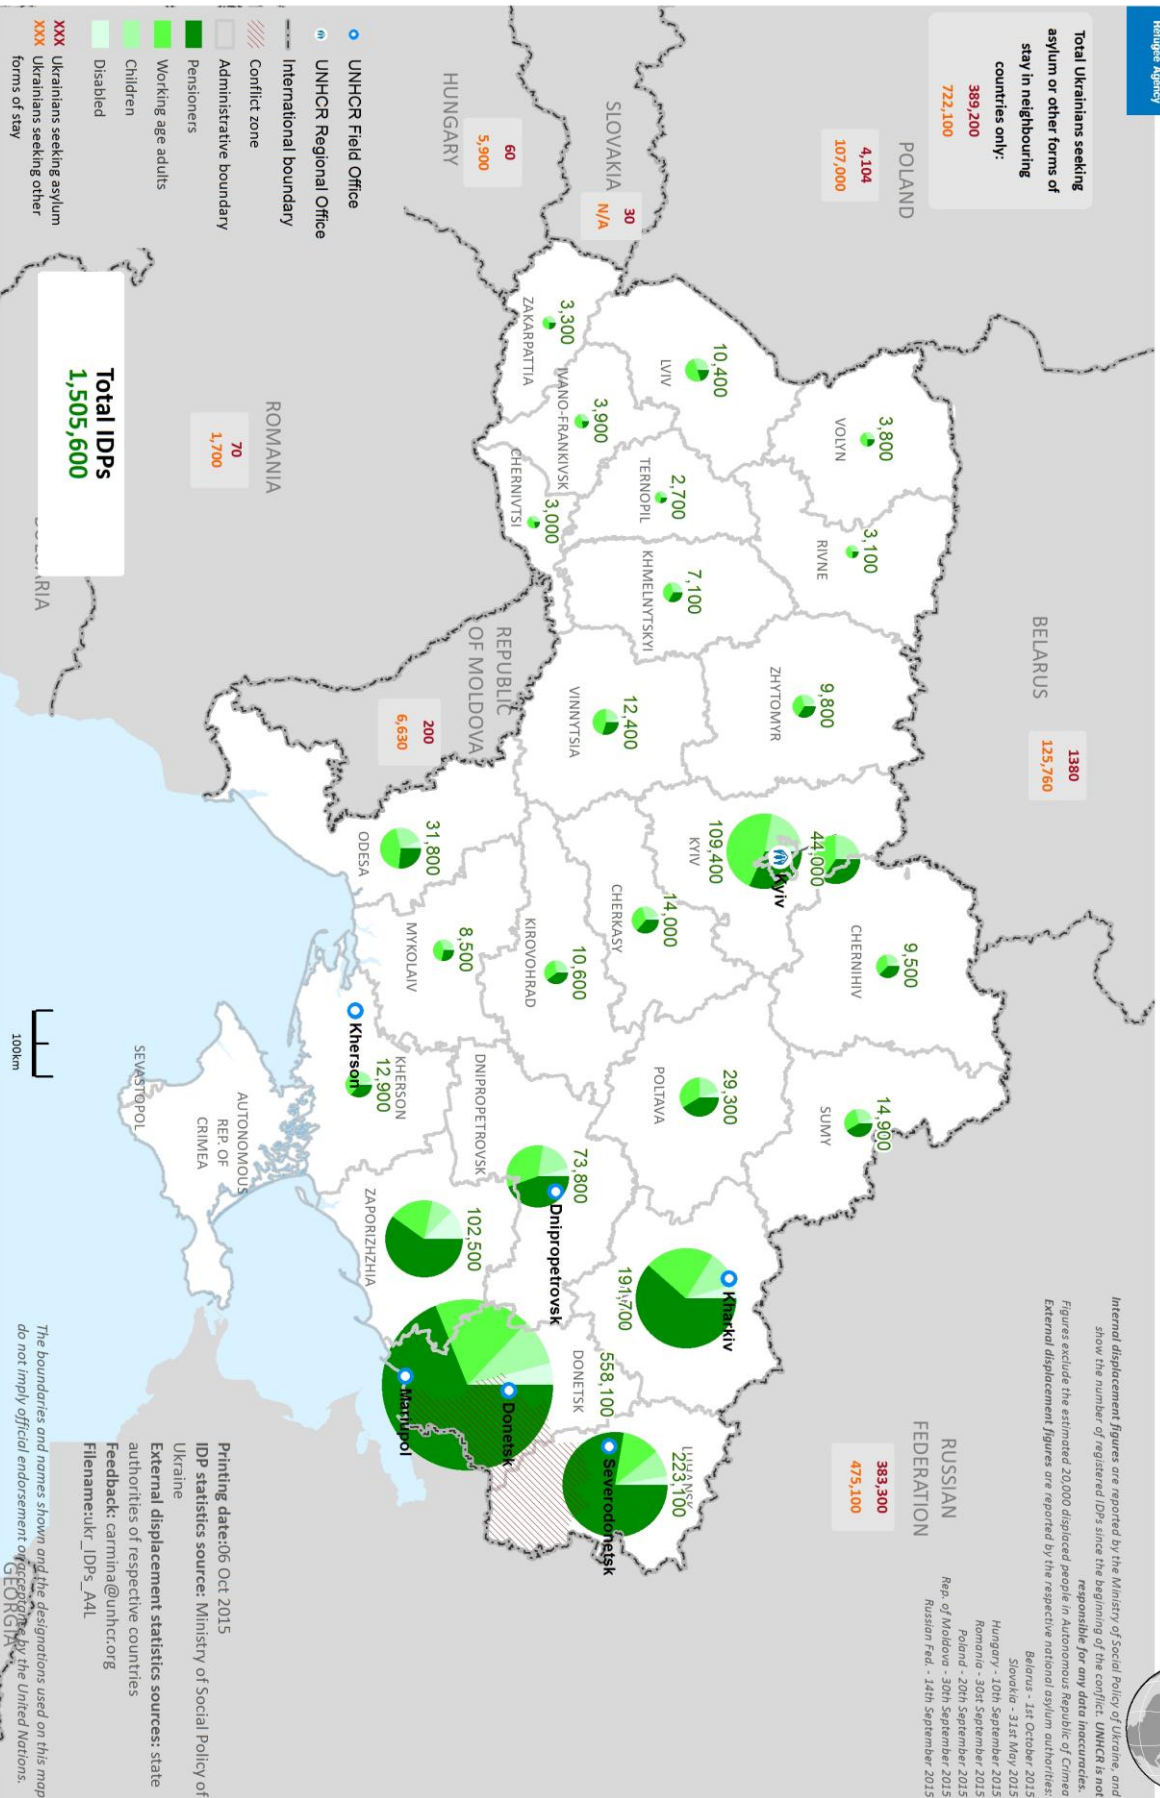 Refugee Agency
Total Ukrainians seeking
asylum or other forms of
stay in neighbouring
countries only:
389,200
722,100
POLAND
4,104
107,000
SLOVAKIA
30
N/A
HUNGARY
60
5,900
BELARUS
1380
125,760
ROMANIA
70
1,700
REPUBLIC
OF MOLDOVA
200
6,630
RUSSIAN
FEDERATION
383,300
475,100
GEORGIA
3,800
VOLYN
3,100
RIVNE
10,400
LVIV
2,700
TERNOPIL
7,100
KHMELNYTSKYI
3,300
ZAKARPATTIA
3,900
IVANO-FRANKIVSK
3,000
CHERNIVTSI
9,800
ZHYTOMYR
12,400
VINNYTSIA
44,000
Kyiv
109,400
KYIV
9,500
CHERNIHIV
14,000
CHERKASY
10,600
KIROVOHRAD
31,800
ODESA
8,500
MYKOLAIV
14,900
SUMY
29,300
POLTAVA
Kharkiv
191,700
73,800
Dnipropetrovsk
DNIPROPETROVSK
KHERSON
12,900
Kherson
102,500
ZAPORIZHZHIA
DONETSK
558,100
Donetsk
Mariupol
LUHANSK
223,100
Severodonetsk
AUTONOMOUS
REP. OF
CRIMEA
SEVASTOPOL
Internal displacement figures are reported by the Ministry of Social Policy of Ukraine, and
show the number of registered IDPs since the beginning of the conflict. UNHCR is not
responsible for any data inaccuracies.
Figures exclude the estimated 20,000 displaced people in Autonomous Republic of Crimea
External displacement figures are reported by the respective national asylum authorities:
Belarus - 1st October 2015
Slovakia - 31st May 2015
Hungary - 10th September 2015
Romania - 30st September 2015
Poland - 20th September 2015
Rep. of Moldova - 30th September 2015
Russian Fed. - 14th September 2015
UNHCR Field Office
UNHCR Regional Office
International boundary
Conflict zone
Administrative boundary
Pensioners
Working age adults
Children
Disabled
XXX Ukrainians seeking asylum
XXX Ukrainians seeking other
forms of stay
Total IDPs
1,505,600
100km
Printing date:06 Oct 2015
IDP statistics source: Ministry of Social Policy of
Ukraine
External displacement statistics sources: state
authorities of respective countries
Feedback: carmina@unhcr.org
Filename:ukr_IDPs_A4L
The boundaries and names shown and the designations used on this map
do not imply official endorsement or acceptance by the United Nations.